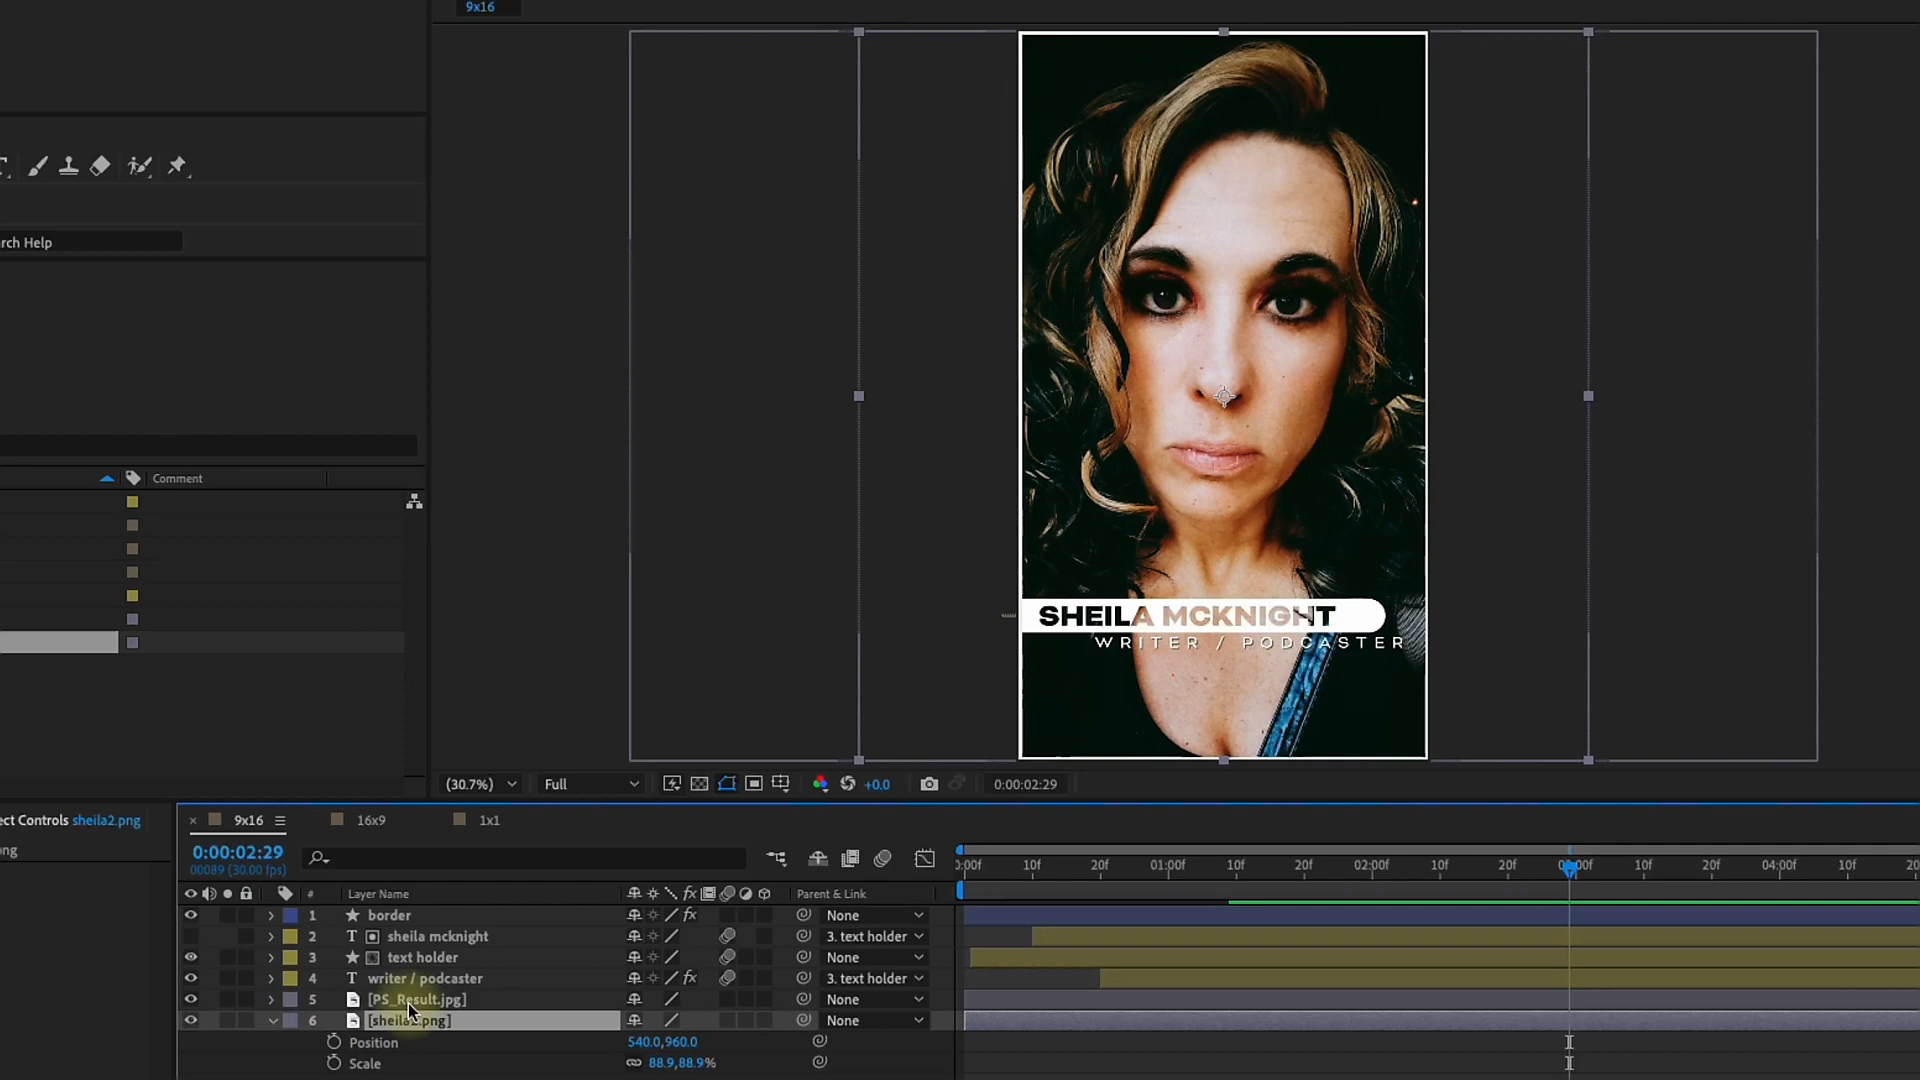 9x16
rch Help
Comment
SHEILA MCKNIGHT
WRITER / PODCASTER
(30.7%)
Full
+0.0
0:00:02:29
ect Controls sheila2.png
9x16
16x9
1x1
ng
0:00:02:29
00089 (30.00 fps)
:00f
10f
20f
01:00f
10f
20f
02:00f
10f
20f
00f
10f
20f
04:00f
10f
20
#
Layer Name
fx
Parent & Link
1
border
fx
None
2
T
sheila mcknight
3. text holder
3
text holder
None
4
T
writer / podcaster
fx
3. text holder
5
[PS_Result.jpg]
None
6
[sheila2.png]
None
Position
540.0,960.0
Scale
88.9,88.9%